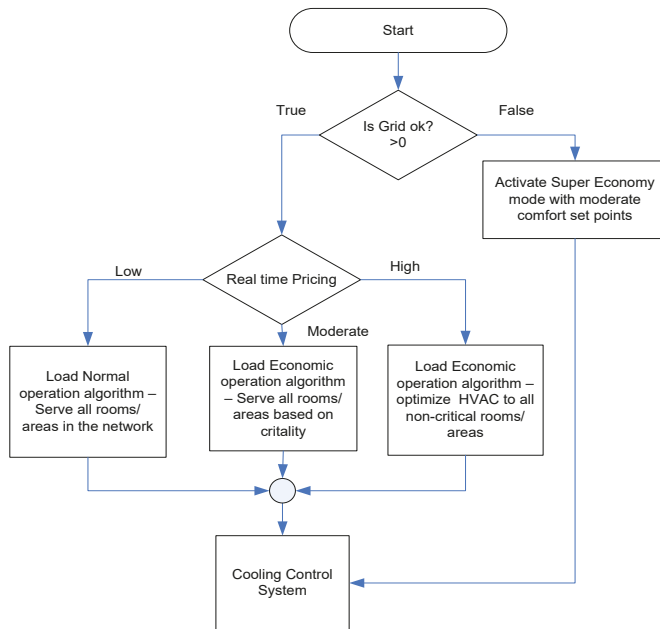 Start
True
False
Is Grid ok?
>0
Activate Super Economy
mode with moderate
comfort set points
Low
Real time Pricing
High
Moderate
Load Normal
operation algorithm –
Serve all rooms/
areas in the network
Load Economic
operation algorithm
– Serve all rooms/
areas based on
critality
Load Economic
operation algorithm –
optimize HVAC to all
non-critical rooms/
areas
Cooling Control
System